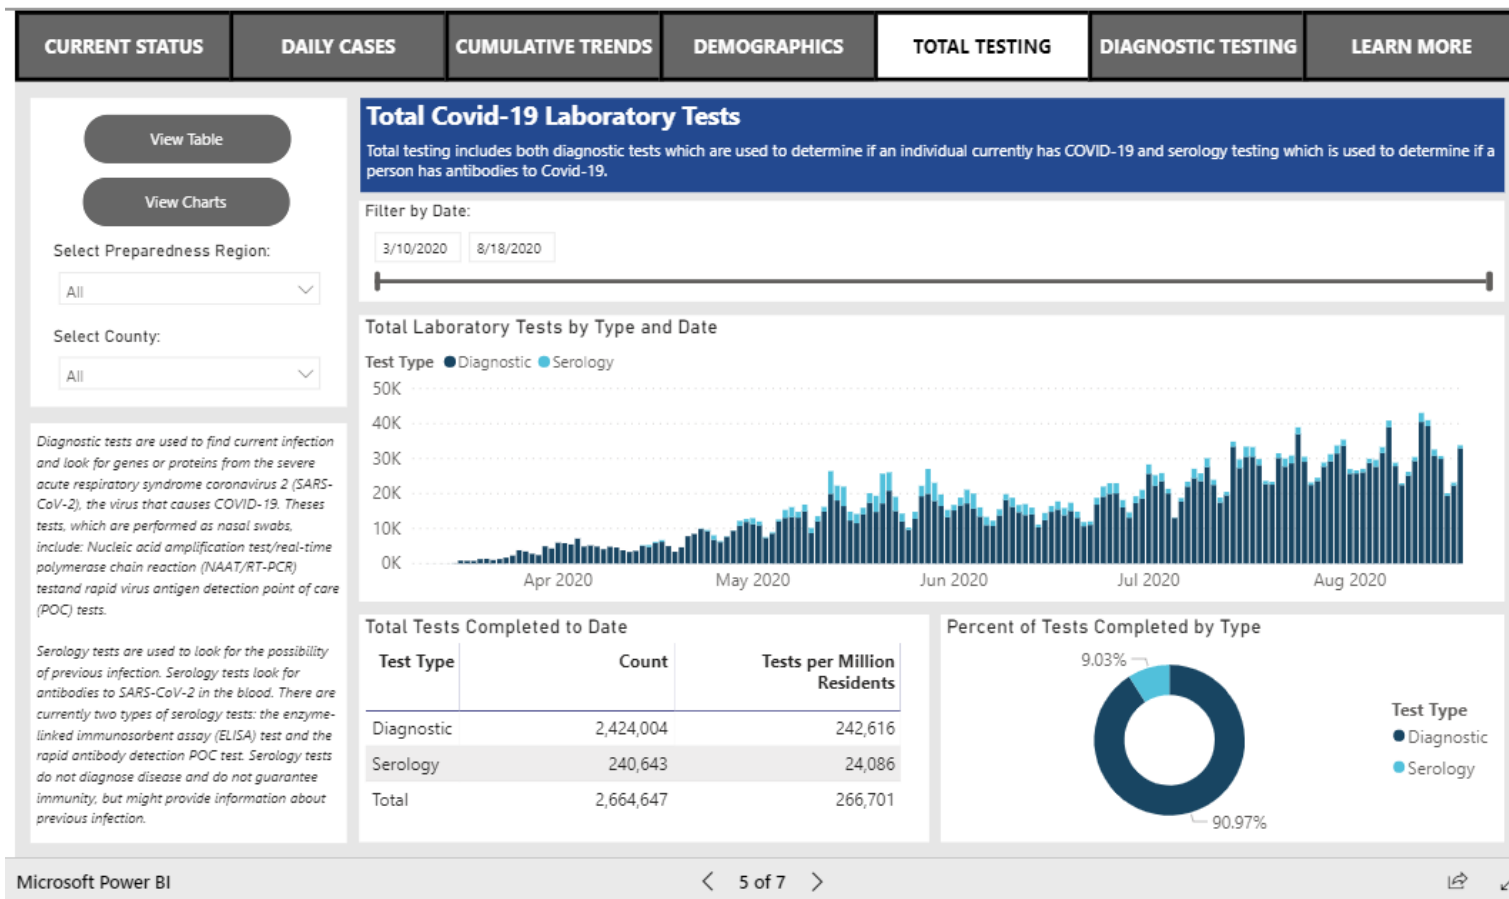 CURRENT STATUS
DAILY CASES
CUMULATIVE TRENDS
DEMOGRAPHICS
TOTAL TESTING
DIAGNOSTIC TESTING
LEARN MORE
View Table
View Charts
Select Preparedness Region:
All
Select County:
All
Diagnostic tests are used to find current infection
and look for genes or proteins from the severe
acute respiratory syndrome coronavirus 2 (SARS-
CoV-2), the virus that causes COVID-19. Theses
tests, which are performed as nasal swabs,
include: Nucleic acid amplification test/real-time
polymerase chain reaction (NAAT/RT-PCR)
testand rapid virus antigen detection point of care
(POC) tests.
Serology tests are used to look for the possibility
of previous infection. Serology tests look for
antibodies to SARS-CoV-2 in the blood. There are
currently two types of serology tests: the enzyme-
linked immunosorbent assay (ELISA) test and the
rapid antibody detection POC test. Serology tests
do not diagnose disease and do not guarantee
immunity, but might provide information about
previous infection.
Total Covid-19 Laboratory Tests
Total testing includes both diagnostic tests which are used to determine if an individual currently has COVID-19 and serology testing which is used to determine if a
person has antibodies to Covid-19.
Filter by Date:
3/10/2020 8/18/2020
Total Laboratory Tests by Type and Date
Test Type Diagnostic Serology
50K
40K
30K
20K
10K
0K
Apr 2020 May 2020 Jun 2020 Jul 2020 Aug 2020
Total Tests Completed to Date
Test Type Count Tests per Million
Residents
Diagnostic 2,424,004 242,616
Serology 240,643 24,086
Total 2,664,647 266,701
Percent of Tests Completed by Type
9.03%
90.97%
Test Type
Diagnostic
Serology
Microsoft Power BI
5 of 7